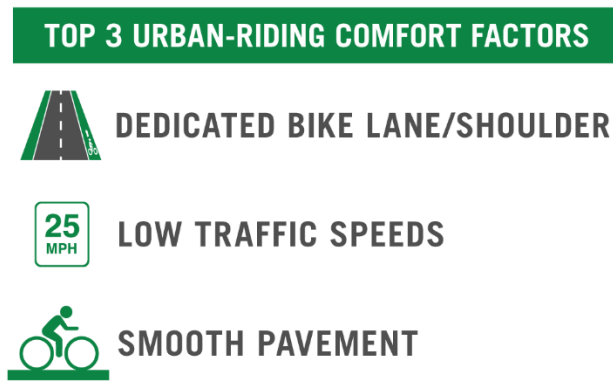 TOP 3 URBAN-RIDING COMFORT FACTORS
DEDICATED BIKE LANE/SHOULDER
25
MPH
LOW TRAFFIC SPEEDS
SMOOTH PAVEMENT